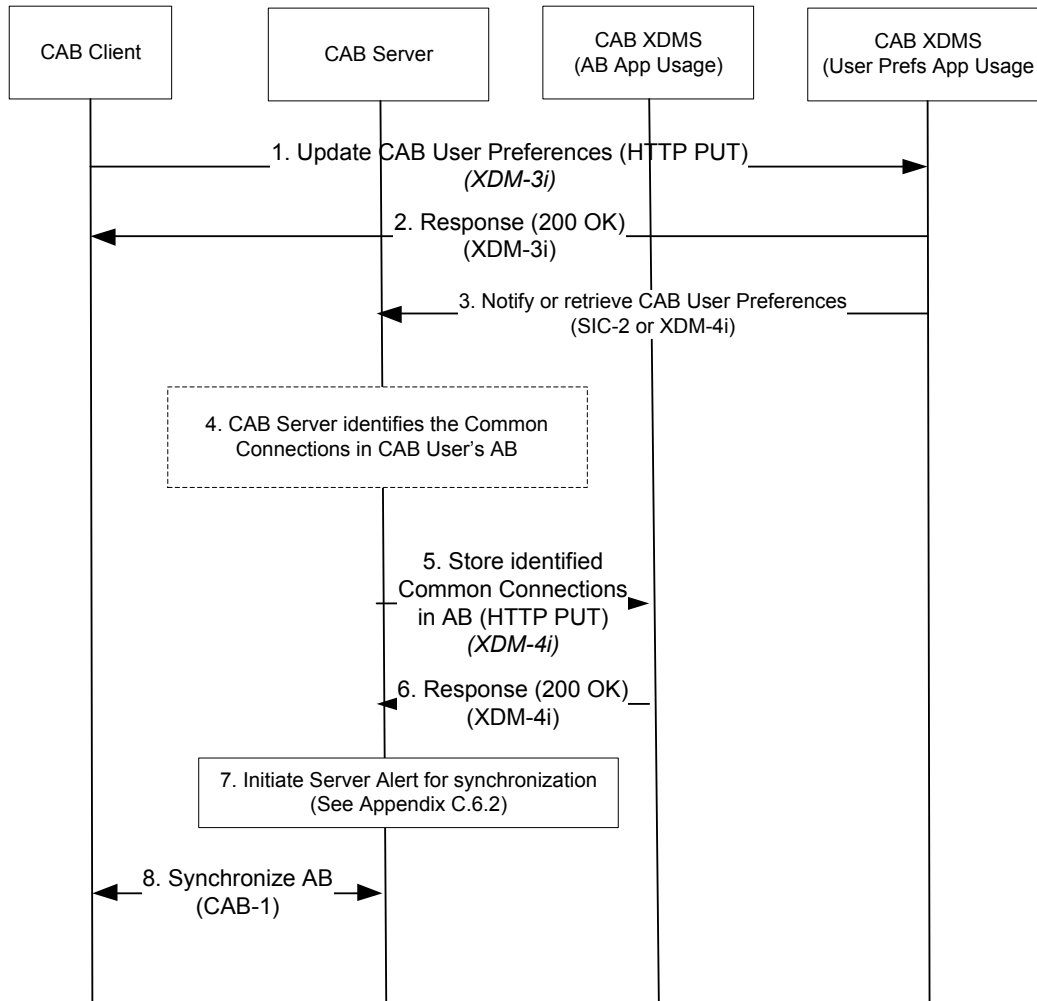 CAB Client
CAB Server
CAB XDMS
(AB App Usage)
CAB XDMS
(User Prefs App Usage
1. Update CAB User Preferences (HTTP PUT)
(XDM-3i)
2. Response (200 OK)
(XDM-3i)
3. Notify or retrieve CAB User Preferences
(SIC-2 or XDM-4i)
4. CAB Server identifies the Common
Connections in CAB User’s AB
5. Store identified
Common Connections
in AB (HTTP PUT)
(XDM-4i)
6. Response (200 OK)
(XDM-4i)
7. Initiate Server Alert for synchronization
(See Appendix C.6.2)
8. Synchronize AB
(CAB-1)